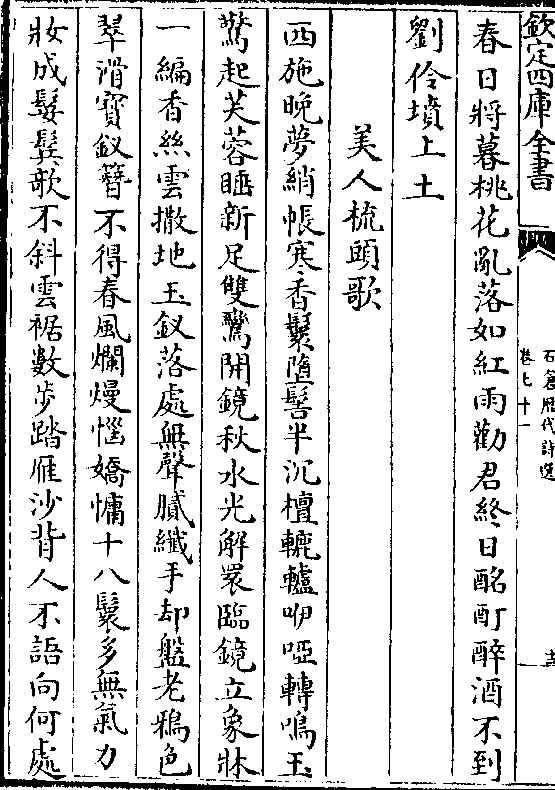 欽定四庫全書
石倉歷代詩選
卷七十一
十三
春日將暮桃花亂落如紅雨勸君終日酩酊醉酒不到
劉伶墳上土
美人梳頭歌
西施曉夢綃帳寒香鬟墮髻半沉檀轆轤咿啞轉鳴玉
驚起芙蓉睡新足雙鸞開鏡秋水光解鬟臨鏡立象牀
一編香絲雲撒地玉釵落處無聲膩纖手却盤老鴉色
翠滑寶釵簪不得春風爛熳惱嬌慵十八鬟多無氣力
妝成髮鬢欹不斜雲裾數步踏雁沙背人不語向何處